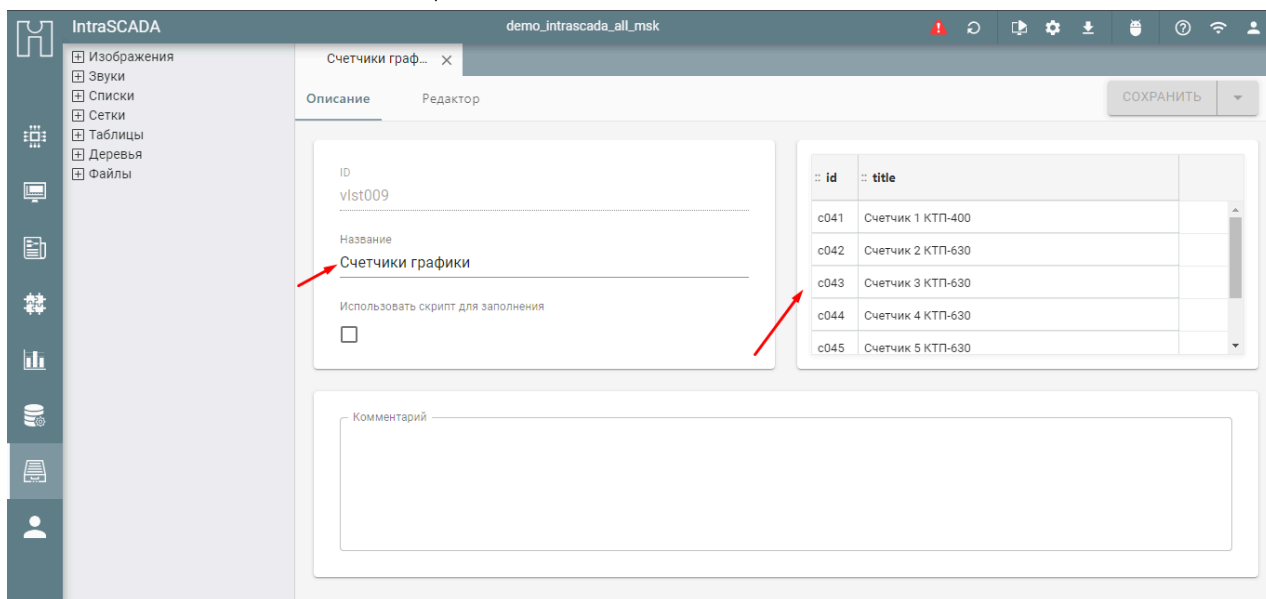 IntraSCADA
demo_intrascada_all_msk
Изображения
Звуки
Списки
Сетки
Таблицы
Деревья
Файлы
Счетчики граф...
Описание
Редактор
СОХРАНИТЬ
ID
vlst009
Название
Счетчики графики
Использовать скрипт для заполнения
id title
c041 Счетчик 1 КТП-400
c042 Счетчик 2 КТП-630
c043 Счетчик 3 КТП-630
c044 Счетчик 4 КТП-630
c045 Счетчик 5 КТП-630
Комментарий